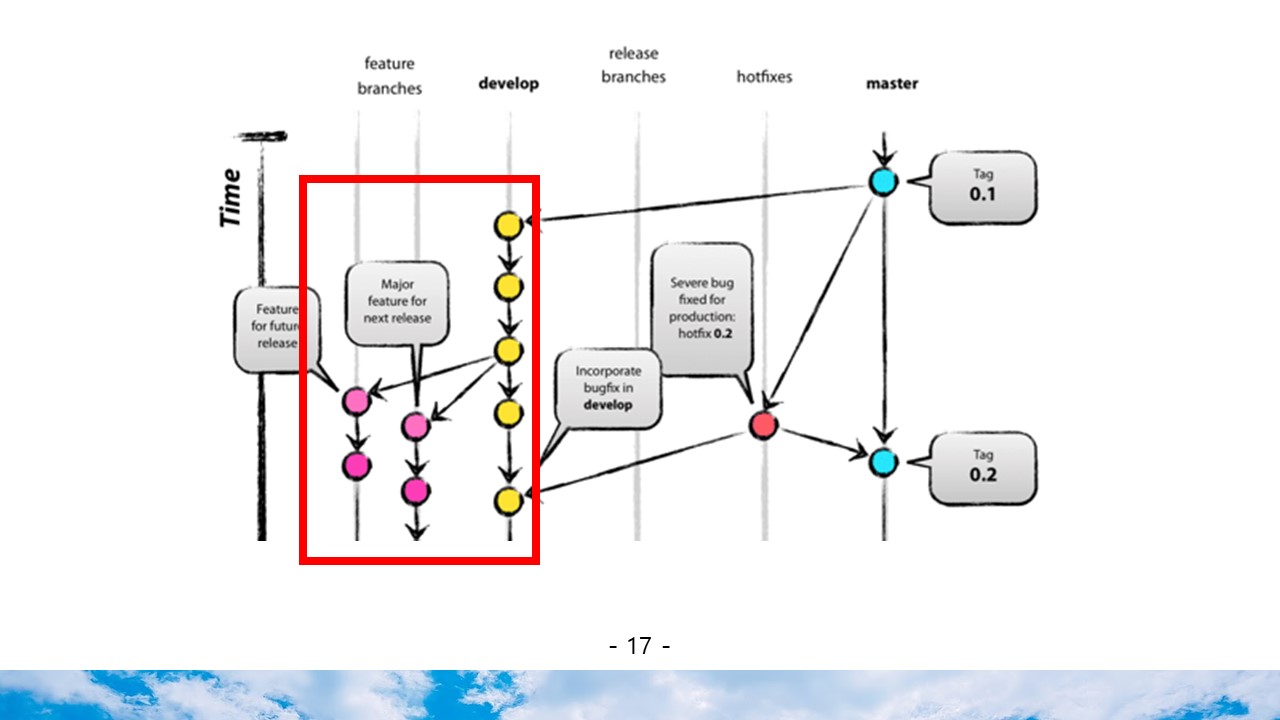 feature
branches
develop
release
branches
hotfixes
master
Time
Tag
0.1
Feature
for future
release
Major
feature for
next release
Severe bug
fixed for
production:
hotfix 0.2
Incorporate
bugfix in
develop
Tag
0.2
- 17 -